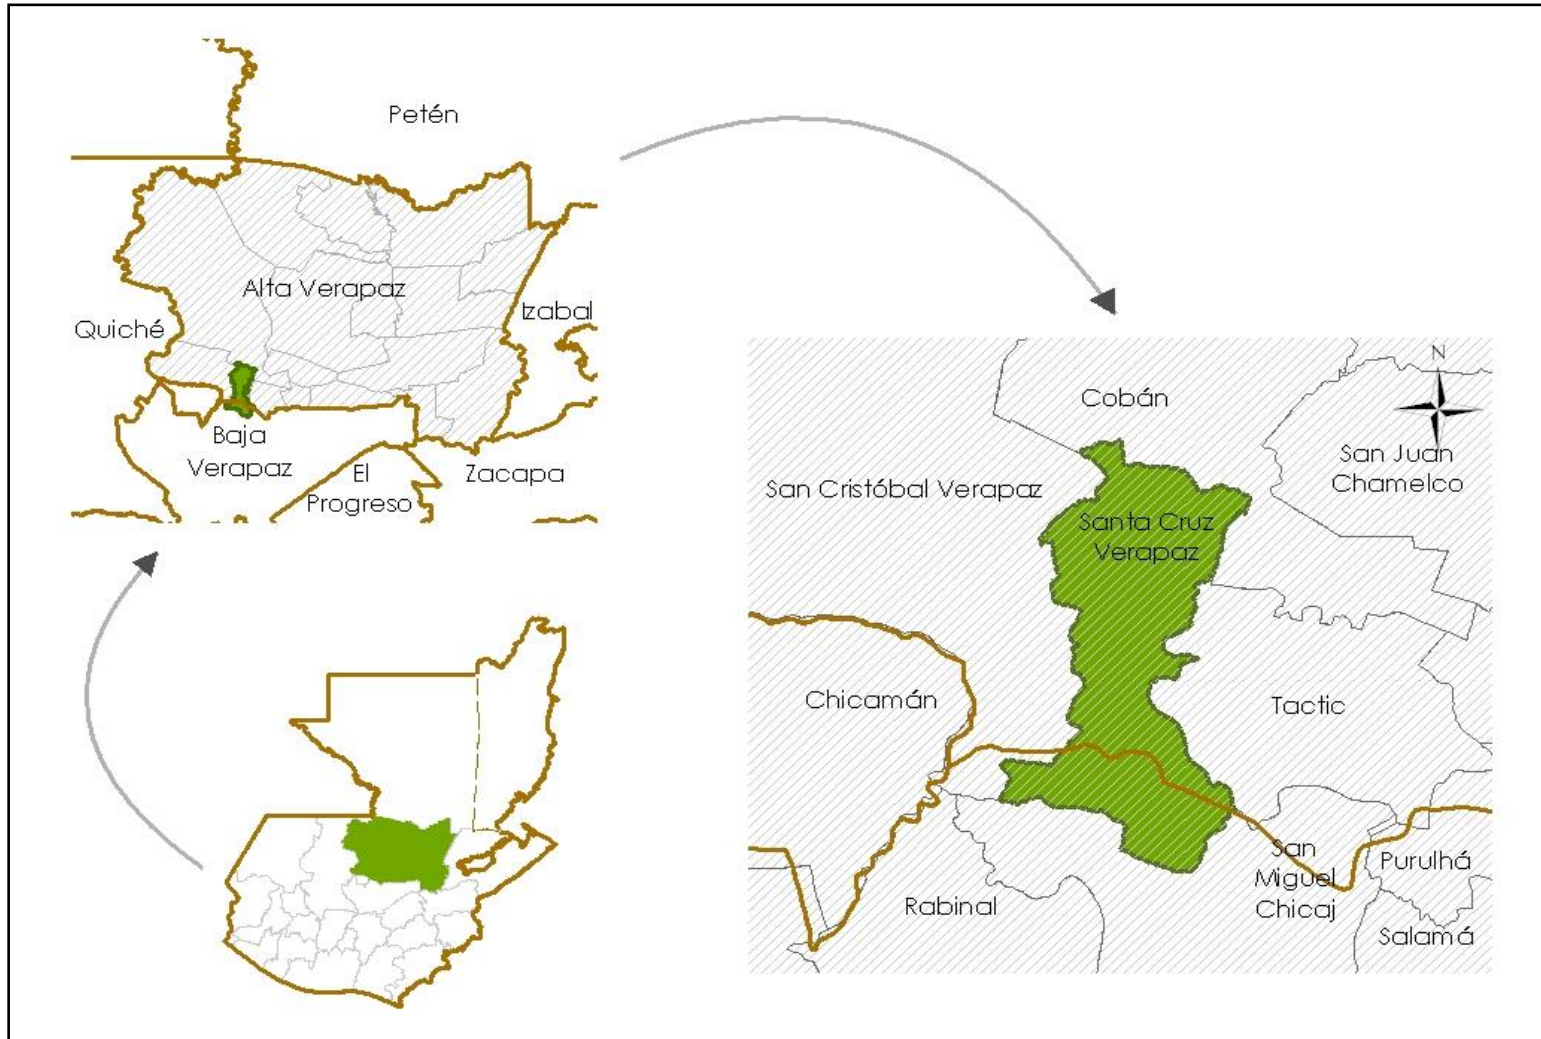 Petén
Alta Verapaz
Izabal
Quiché
Baja
Verapaz
El
Progreso
Zacapa
N
Cobán
San Juan
Chamelco
San Cristóbal Verapaz
Santa Cruz
Verapaz
Chicamán
Tactic
San
Miguel
Chicaj
Purulhá
Rabinal
Salamá